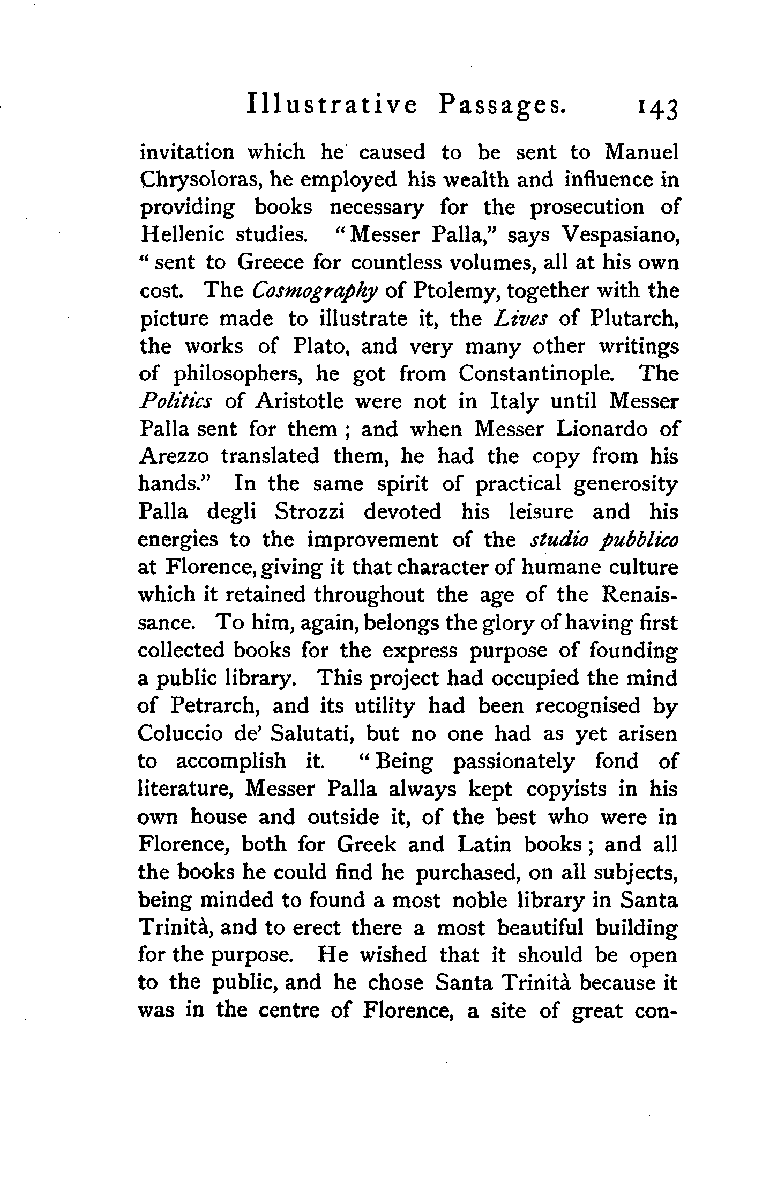 Illustrative Passages. 143
invitation which he caused to be sent to Manuel
Chrysoloras, he employed his wealth and influence in
providing books necessary for the prosecution of
Hellenic studies. "Messer Palla," says Vespasiano,
"sent to Greece for countless volumes, all at his own
cost. The Cosmography of Ptolemy, together with the
picture made to illustrate it, the Lives of Plutarch,
the works of Plato, and very many other writings
of philosophers, he got from Constantinople. The
Politics of Aristotle were not in Italy until Messer
Palla sent for them ; and when Messer Lionardo of
Arezzo translated them, he had the copy from his
hands." In the same spirit of practical generosity
Palla degli Strozzi devoted his leisure and his
energies to the improvement of the studio pubblico
at Florence, giving it that character of humane culture
which it retained throughout the age of the Renais-
sance. To him, again, belongs the glory of having first
collected books for the express purpose of founding
a public library. This project had occupied the mind
of Petrarch, and its utility had been recognised by
Coluccio de' Salutati, but no one had as yet arisen
to accomplish it. "Being passionately fond of
literature, Messer Palla always kept copyists in his
own house and outside it, of the best who were in
Florence, both for Greek and Latin books ; and all
the books he could find he purchased, on all subjects,
being minded to found a most noble library in Santa
Trinità, and to erect there a most beautiful building
for the purpose. He wished that it should be open
to the public, and he chose Santa Trinità because it
was in the centre of Florence, a site of great con-